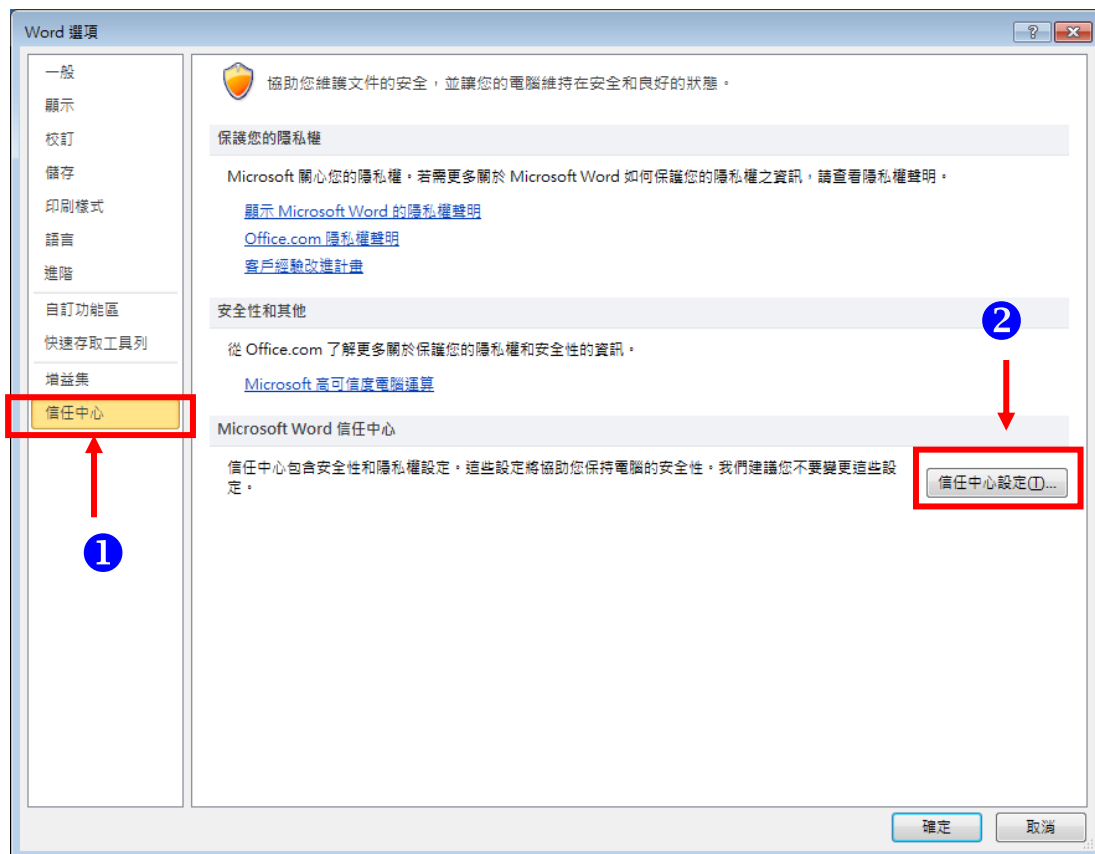 Word 選項
一般
顯示
校訂
儲存
印刷樣式
語言
進階
自訂功能區
快速存取工具列
增益集
信任中心
1
協助您維護文件的安全，並讓您的電腦維持在安全和良好的狀態。
保護您的隱私權
Microsoft 關心您的隱私權。若需更多關於 Microsoft Word 如何保護您的隱私權之資訊，請查看隱私權聲明。
顯示 Microsoft Word 的隱私權聲明
Office.com 隱私權聲明
客戶經驗改進計畫
安全性和其他
2
從 Office.com 了解更多關於保護您的隱私權和安全性的資訊。
Microsoft 高可信度電腦運算
Microsoft Word 信任中心
信任中心包含安全性和隱私權設定。這些設定將協助您保持電腦的安全性。我們建議您不要變更這些設
定。
信任中心設定(T)...
確定
取消